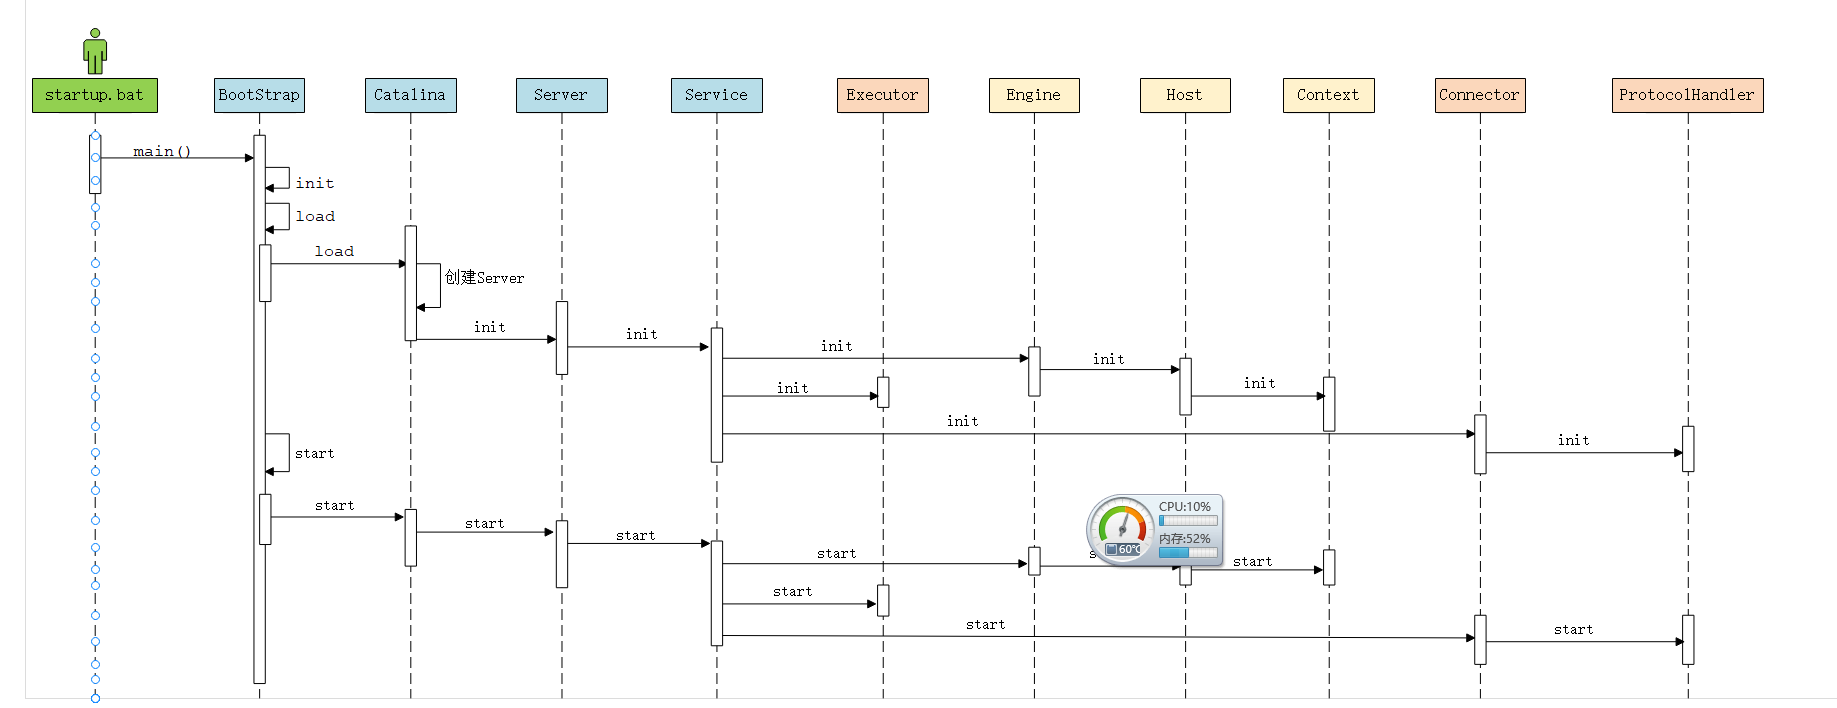 startup.bat
BootStrap
Catalina
Server
Service
Executor
Engine
Host
Context
Connector
ProtocolHandler
main()
init
load
load
创建Server
init
init
init
init
init
init
init
init
start
start
start
start
start
start
start
start
start
CPU:10%
内存:52%
60℃